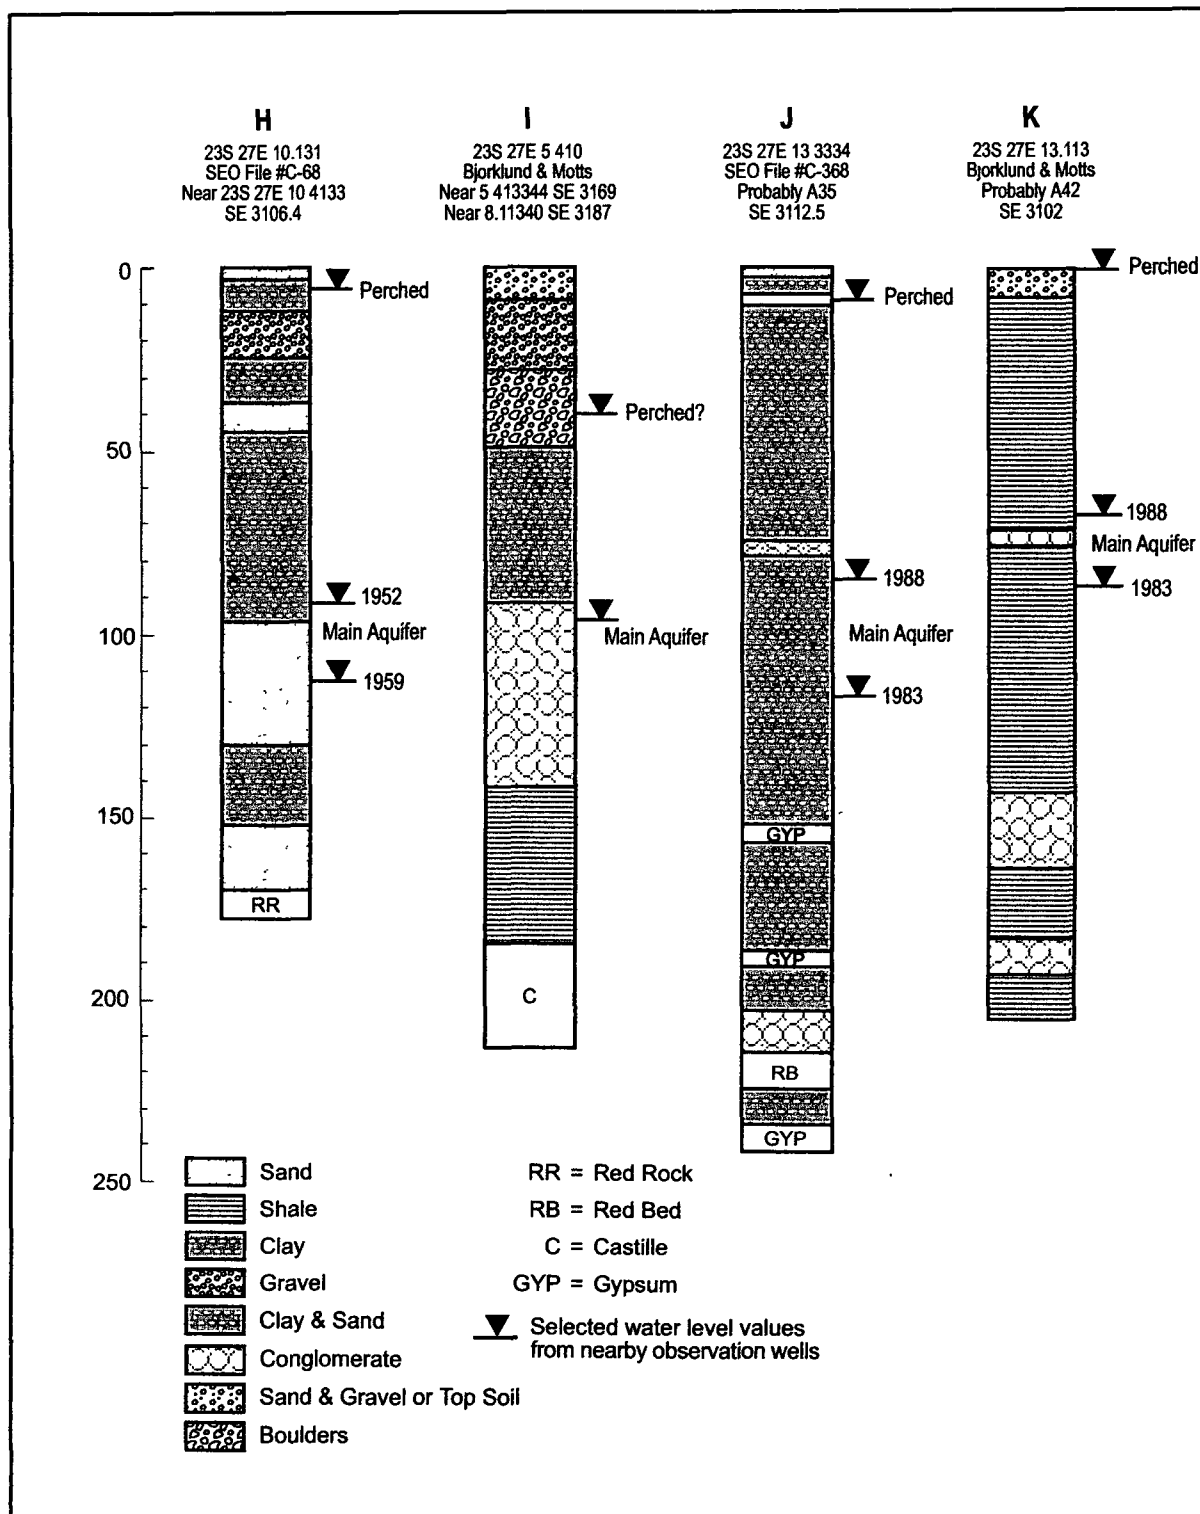 H
23S 27E 10.131
SEO File #C-68
Near 23S 27E 10 4133
SE 3106.4
I
23S 27E 5 410
Bjorklund & Motts
Near 5 413344 SE 3169
Near 8.11340 SE 3187
J
23S 27E 13 3334
SEO File #C-368
Probably A35
SE 3112.5
K
23S 27E 13.113
Bjorklund & Motts
Probably A42
SE 3102
0
50
100
150
200
250
Perched
1952
Main Aquifer
1959
RR
Perched?
Main Aquifer
C
Perched
1988
Main Aquifer
1983
GYP
GYP
RB
GYP
Perched
1988
Main Aquifer
1983
Sand
Shale
Clay
Gravel
Clay & Sand
Conglomerate
Sand & Gravel or Top Soil
Boulders
RR = Red Rock
RB = Red Bed
C = Castille
GYP = Gypsum
Selected water level values
from nearby observation wells